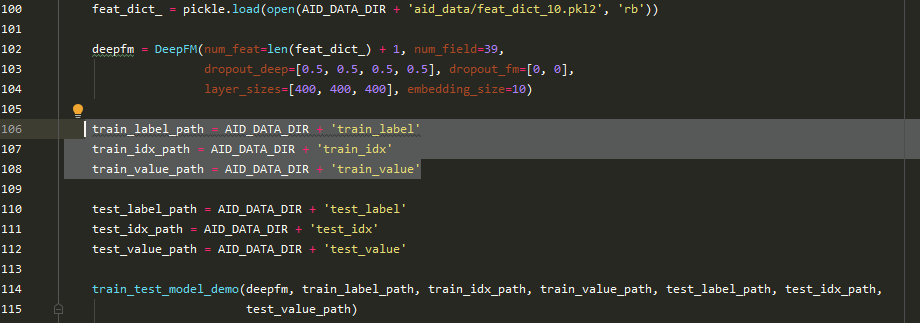 100 feat_dict_ = pickle.load(open(AID_DATA_DIR + 'aid_data/feat_dict_10.pkl2', 'rb'))
101
102 deepfm = DeepFM(num_feat=len(feat_dict_) + 1, num_field=39,
103 dropout_deep=[0.5, 0.5, 0.5, 0.5], dropout_fm=[0, 0],
104 layer_sizes=[400, 400, 400], embedding_size=10)
105
106 train_label_path = AID_DATA_DIR + 'train_label'
107 train_idx_path = AID_DATA_DIR + 'train_idx'
108 train_value_path = AID_DATA_DIR + 'train_value'
109
110 test_label_path = AID_DATA_DIR + 'test_label'
111 test_idx_path = AID_DATA_DIR + 'test_idx'
112 test_value_path = AID_DATA_DIR + 'test_value'
113
114 train_test_model_demo(deepfm, train_label_path, train_idx_path, train_value_path, test_label_path, test_idx_path,
115 test_value_path)